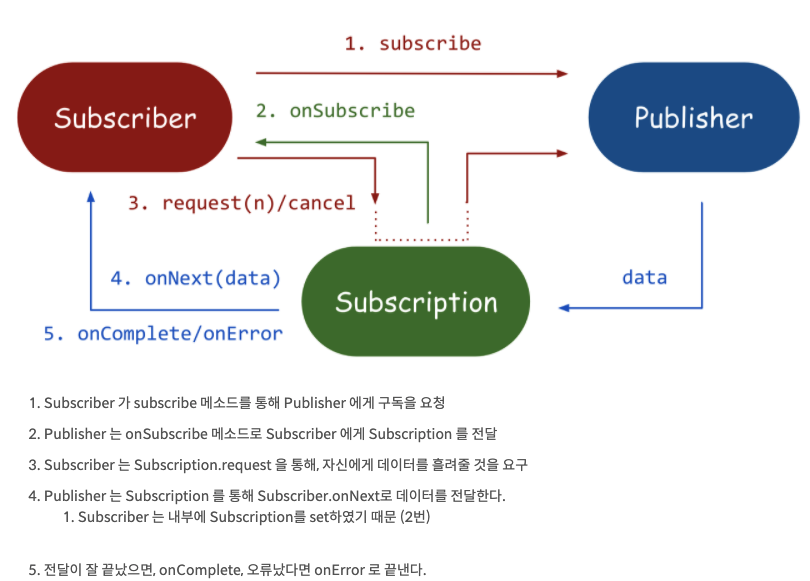 1. subscribe
Subscriber
2. onSubscribe
Publisher
3. request(n)/cancel
4. onNext(data)
data
Subscription
5. onComplete/onError
1. Subscriber 가 subscribe 메소드를 통해 Publisher 에게 구독을 요청
2. Publisher 는 onSubscribe 메소드로 Subscriber 에게 Subscription 를 전달
3. Subscriber 는 Subscription.request 을 통해, 자신에게 데이터를 흘려줄 것을 요구
4. Publisher 는 Subscription 를 통해 Subscriber.onNext로 데이터를 전달한다.
1. Subscriber 는 내부에 Subscription를 set하였기 때문 (2번)
5. 전달이 잘 끝났으면, onComplete, 오류났다면 onError 로 끝낸다.